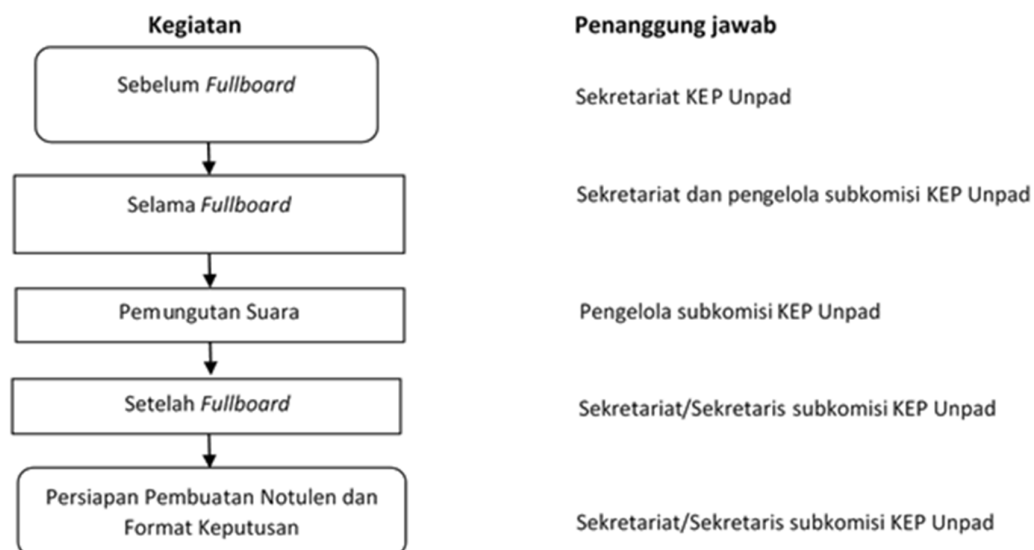 Kegiatan
Penanggung jawab
Sebelum Fullboard
Sekretariat KEP Unpad
Selama Fullboard
Sekretariat dan pengelola subkomisi KEP Unpad
Pemungutan Suara
Pengelola subkomisi KEP Unpad
Setelah Fullboard
Sekretariat/Sekretaris subkomisi KEP Unpad
Persiapan Pembuatan Notulen dan
Format Keputusan
Sekretariat/Sekretaris subkomisi KEP Unpad